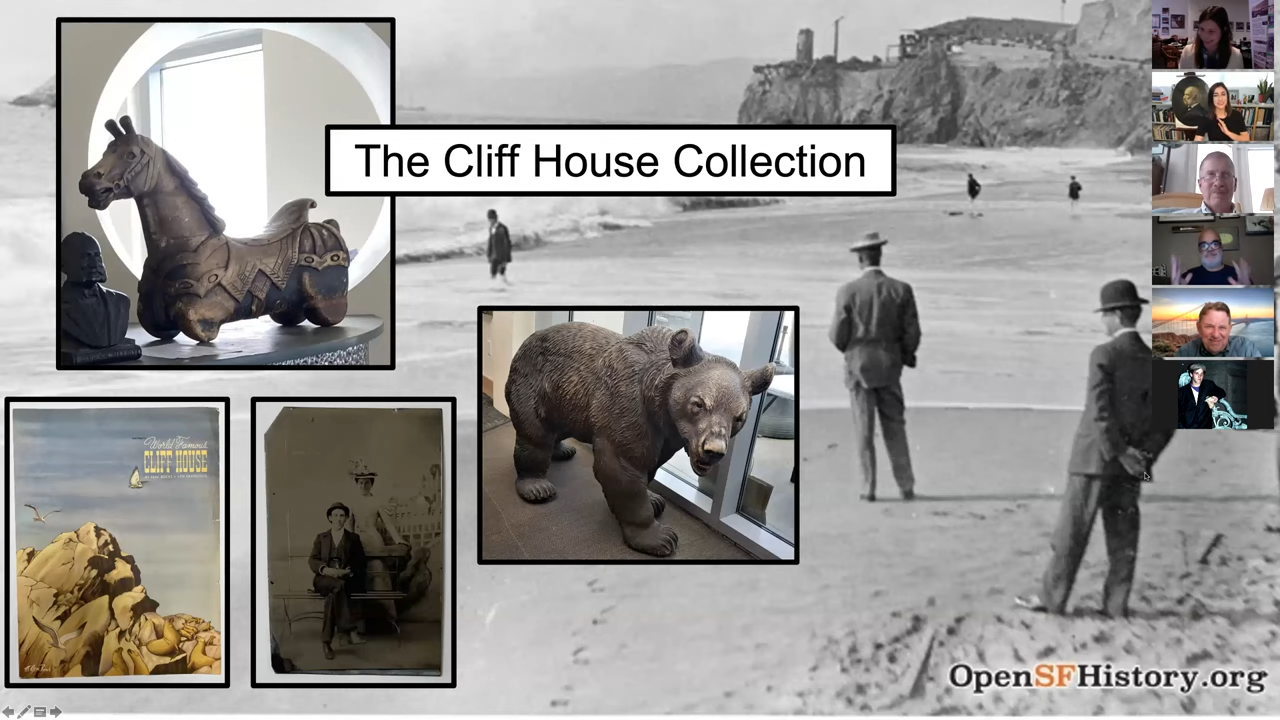 The Cliff House Collection
World Famous
CLIFF HOUSE
OpenSFHistory.org